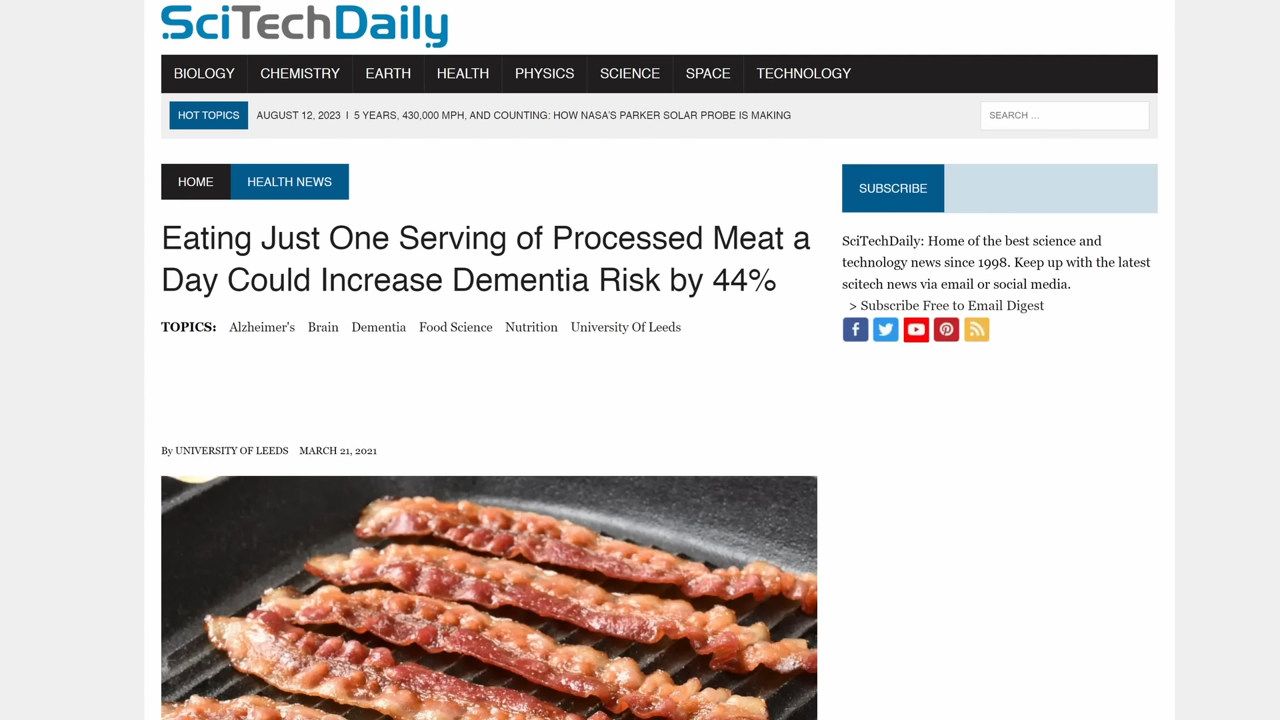 SciTechDaily
BIOLOGY CHEMISTRY EARTH HEALTH PHYSICS SCIENCE SPACE TECHNOLOGY
HOT TOPICS AUGUST 12, 2023 | 5 YEARS, 430,000 MPH, AND COUNTING: HOW NASA'S PARKER SOLAR PROBE IS MAKING SEARCH ...
HOME HEALTH NEWS
Eating Just One Serving of Processed Meat a
Day Could Increase Dementia Risk by 44%
TOPICS: Alzheimer's Brain Dementia Food Science Nutrition University Of Leeds
By UNIVERSITY OF LEEDS MARCH 21, 2021
SUBSCRIBE
SciTechDaily: Home of the best science and
technology news since 1998. Keep up with the latest
scitech news via email or social media.
> Subscribe Free to Email Digest